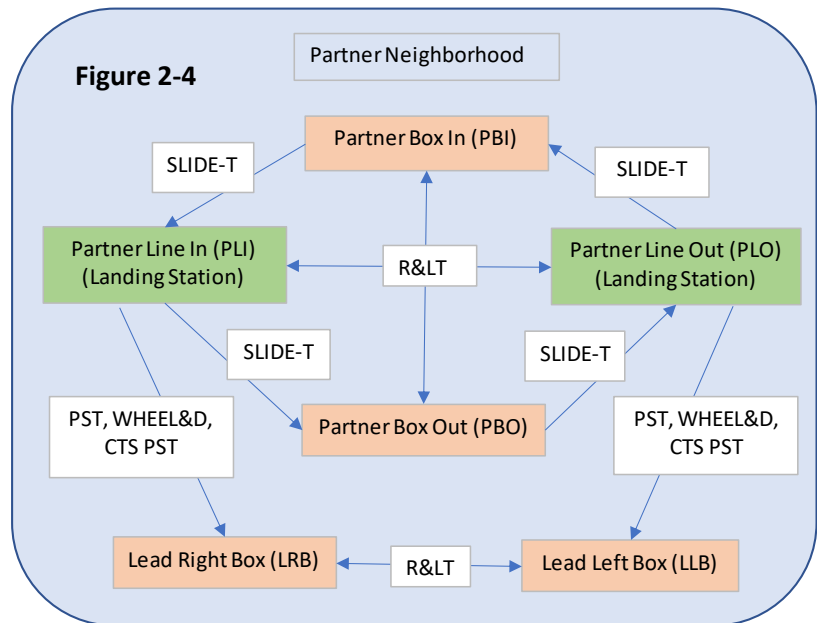 Partner Neighborhood
Figure 2-4
Partner Box In (PBI)
SLIDE-T
SLIDE-T
Partner Line In (PLI)
(Landing Station)
R&LT
Partner Line Out (PLO)
(Landing Station)
SLIDE-T
SLIDE-T
PST, WHEEL&D,
CTS PST
Partner Box Out (PBO)
PST, WHEEL&D,
CTS PST
Lead Right Box (LRB)
R&LT
Lead Left Box (LLB)